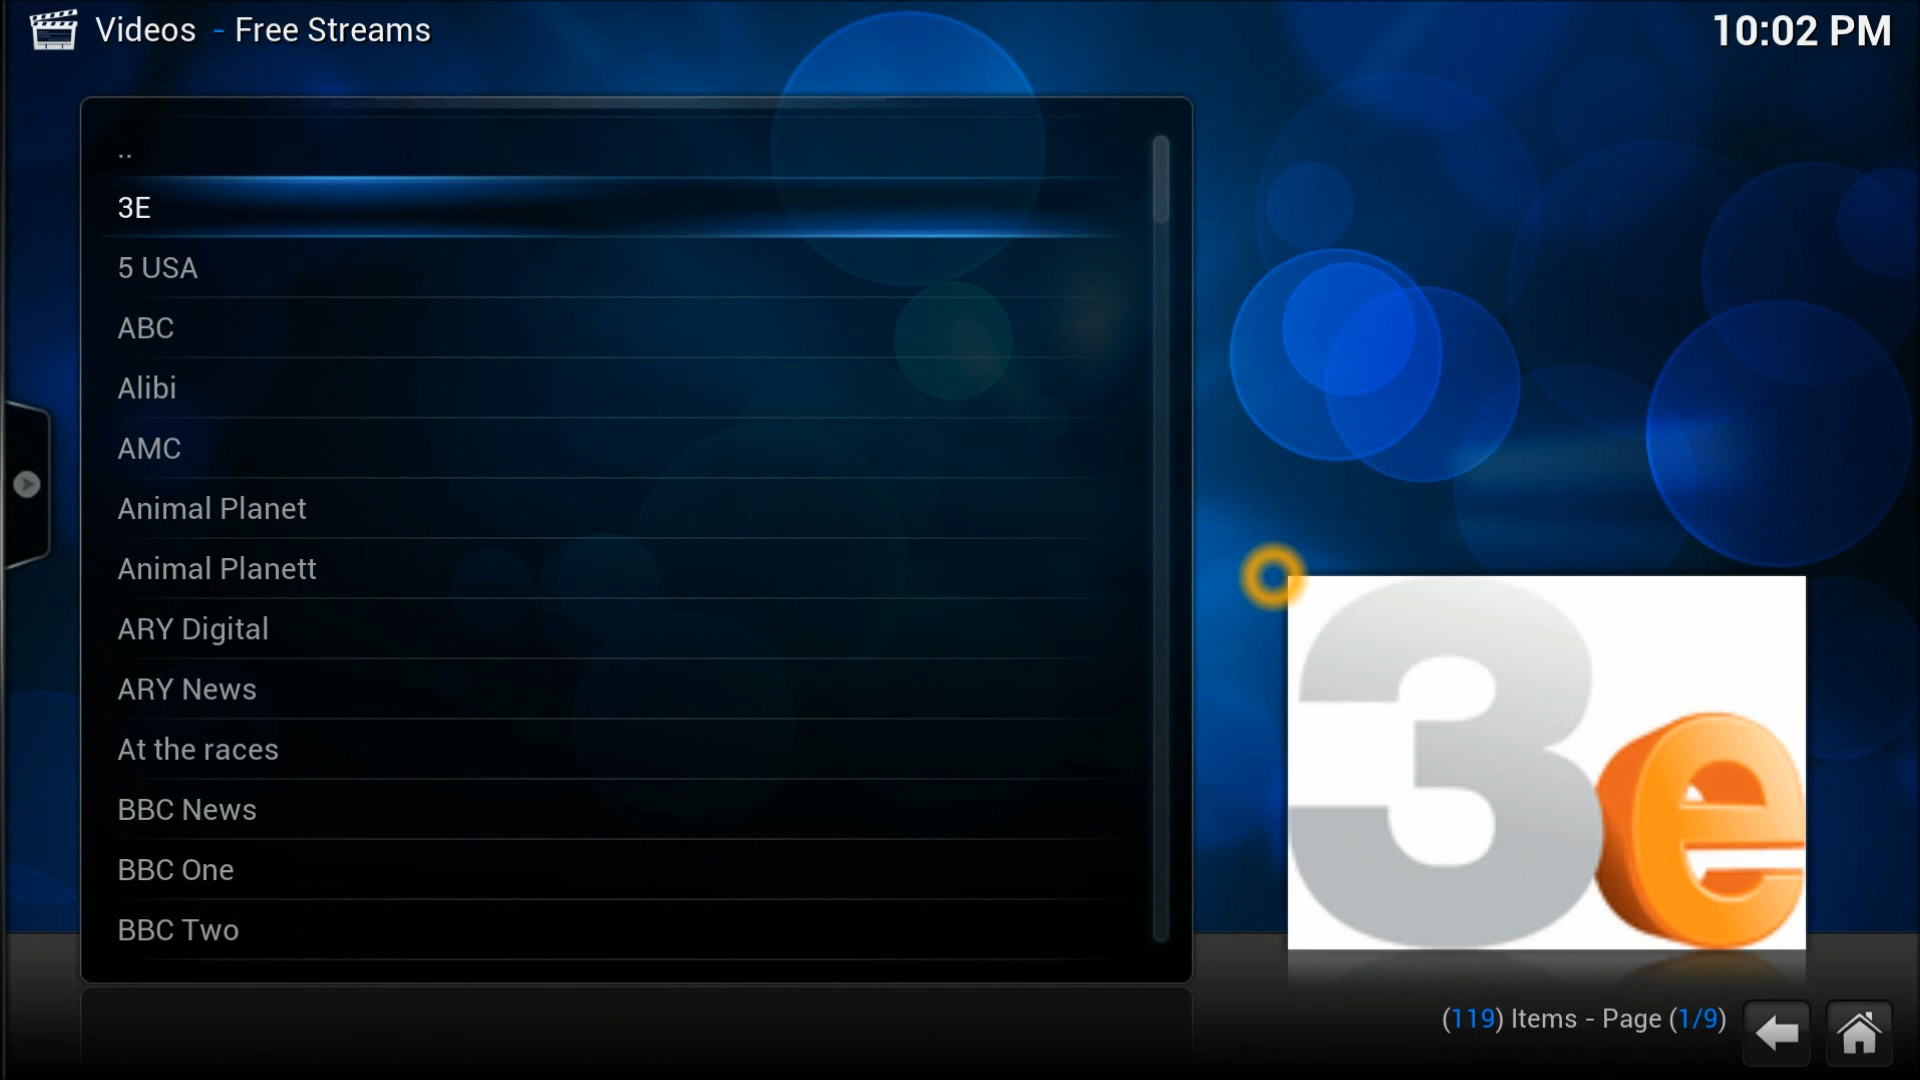 Videos - Free Streams
10:02 PM
..
3E
5 USA
ABC
Alibi
AMC
Animal Planet
Animal Planett
ARY Digital
ARY News
At the races
BBC News
BBC One
BBC Two
3e
(119) Items - Page (1/9)